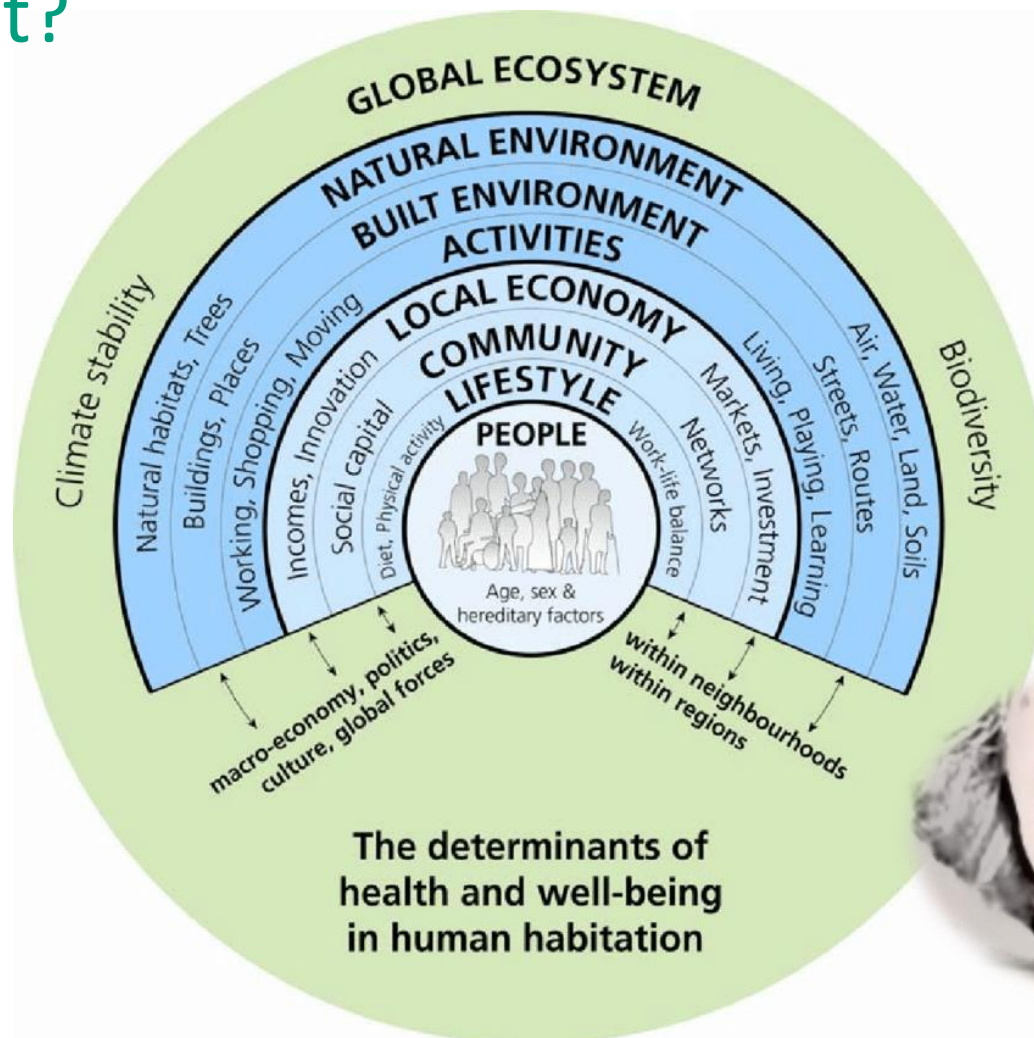 t?
GLOBAL ECOSYSTEM
NATURAL ENVIRONMENT
BUILT ENVIRONMENT
ACTIVITIES
LOCAL ECONOMY
COMMUNITY
LIFESTYLE
PEOPLE
Age, sex &
hereditary factors
Climate stability
Natural habitats, Trees
Buildings, Places
Working, Shopping, Moving
Incomes, Innovation
Social capital
Diet, Physical activity
Work-life balance
Networks
Markets, Investment
Living, Playing, Learning
Streets, Routes
Air, Water, Land, Soils
Biodiversity
macro-economy, politics,
culture, global forces
within neighbourhoods
within regions
The determinants of
health and well-being
in human habitation